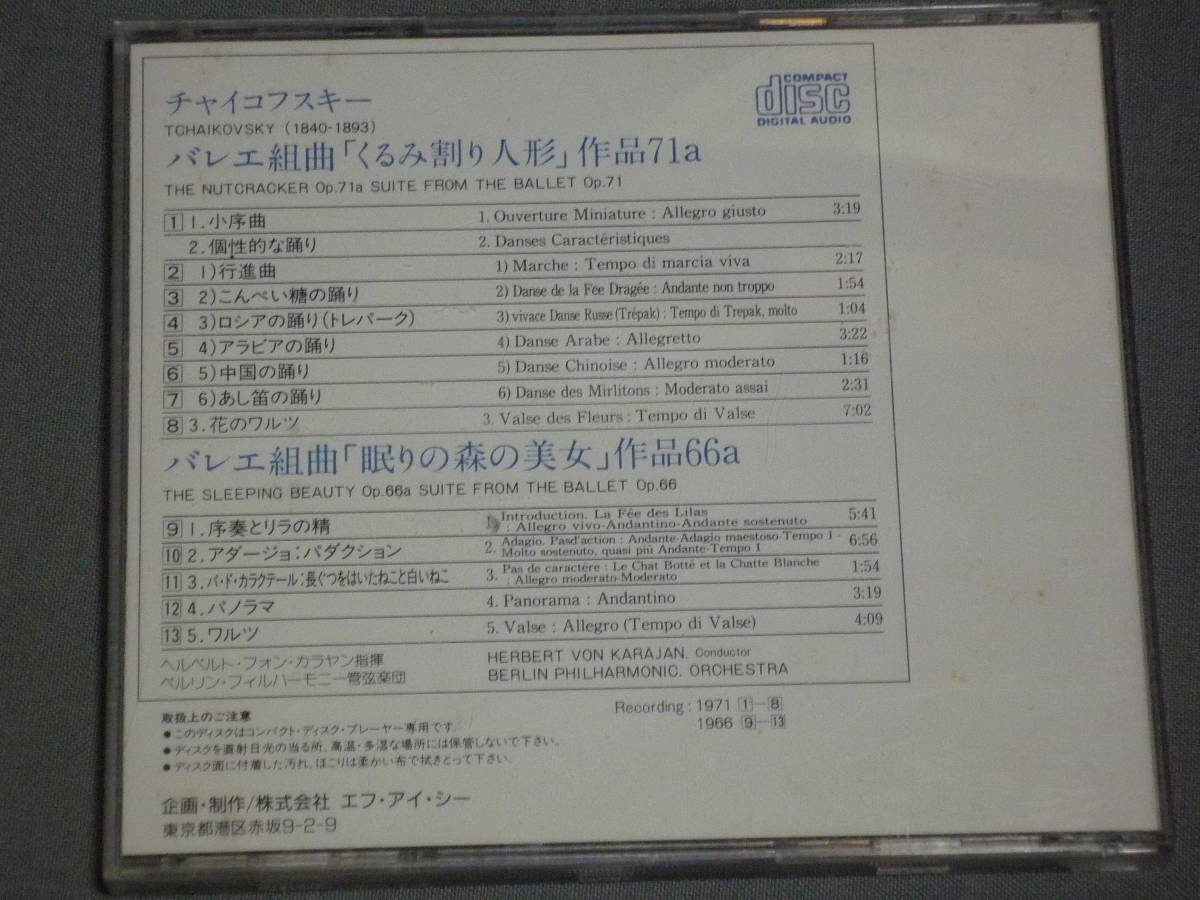 チャイコフスキー
COMPACT
disc
DIGITAL AUDIO
TCHAIKOVSKY (1840-1893)
バレエ組曲「くるみ割り人形」作品71a
THE NUTCRACKER Op.71a SUITE FROM THE BALLET Op.71
1 1.小序曲 1. Ouverture Miniature : Allegro giusto 3:19
2.個性的な踊り 2. Danses Caractéristiques
2 1)行進曲 1) Marche : Tempo di marcia viva 2:17
3 2)こんぺい糖の踊り 2) Danse de la Fée Dragée : Andante non troppo 1:54
4 3)ロシアの踊り(トレパーク) 3) vivace Danse Russe (Trépak) : Tempo di Trepak, molto 1:04
5 4)アラビアの踊り 4) Danse Arabe : Allegretto 3:22
6 5)中国の踊り 5) Danse Chinoise : Allegro moderato 1:16
7 6)あし笛の踊り 6) Danse des Mirlitons : Moderato assai 2:31
8 3.花のワルツ 3. Valse des Fleurs : Tempo di Valse 7:02
バレエ組曲「眠りの森の美女」作品66a
THE SLEEPING BEAUTY Op.66a SUITE FROM THE BALLET Op.66
9 1.序奏とリラの精 1. Introduction. La Fée des Lilas
: Allegro vivo-Andantino-Andante sostenuto 5:41
10 2.アダージョ;パダクション 2. Adagio. Pasd'action : Andante-Adagio maestoso-Tempo I-
Molto sostenuto, quasi più Andante-Tempo I 6:56
11 3.パ・ド・カラクテール:長ぐつをはいたねこと白いねこ 3. Pas de caractère : Le Chat Botté et la Chatte Blanche
: Allegro moderato-Moderato 1:54
12 4.パノラマ 4. Panorama : Andantino 3:19
13 5.ワルツ 5. Valse : Allegro (Tempo di Valse) 4:09
ヘルベルト・フォン・カラヤン指揮 HERBERT VON KARAJAN. Conductor
ベルリン・フィルハーモニー管弦楽団 BERLIN PHILHARMONIC. ORCHESTRA
Recording : 1971 1—8
1966 9—13
取扱上のご注意
●このディスクはコンパクト・ディスク・プレーヤー専用です。
●ディスクを直射日光の当る所、高温・多湿な場所には保管しないで下さい。
●ディスク面に付着した汚れ、ほこりは柔かい布で拭きとって下さい。
企画・制作/株式会社 エフ・アイ・シー
東京都港区赤坂9-2-9